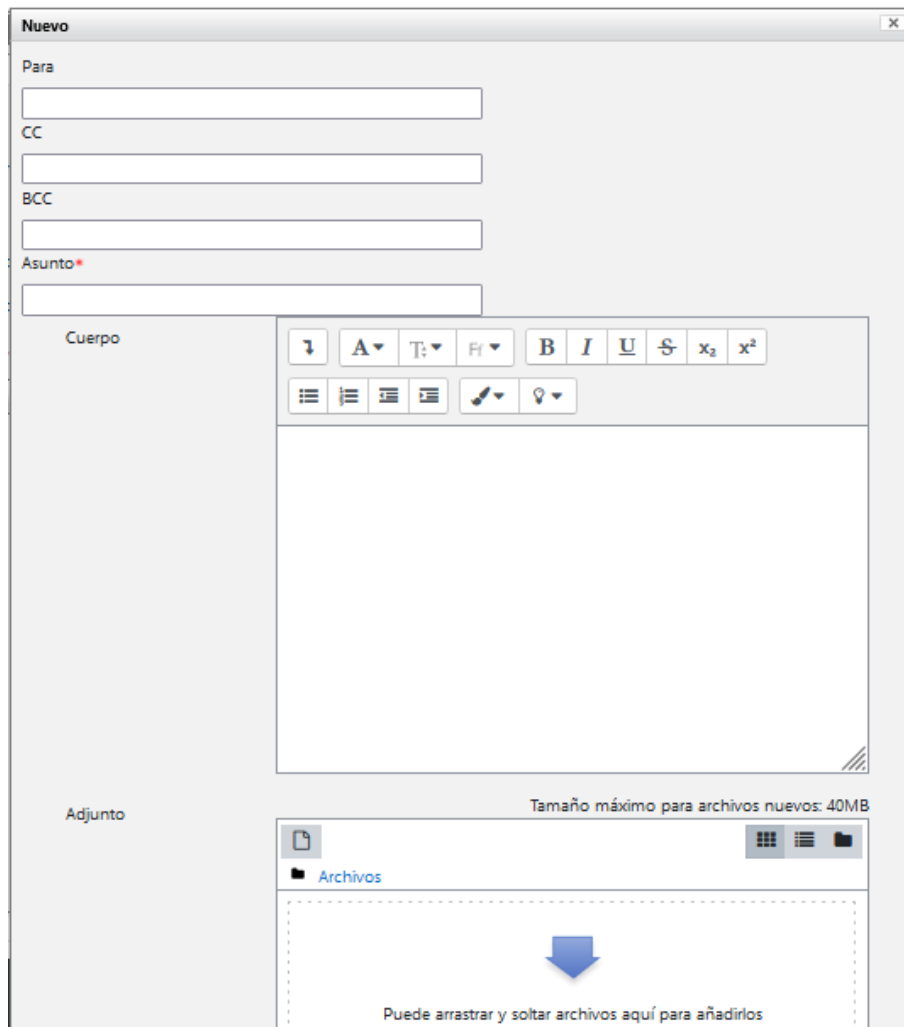 Nuevo
Para
CC
BCC
Asunto*
Cuerpo
A T Ff B I U S x₂ x²
Adjunto
Tamaño máximo para archivos nuevos: 40MB
Archivos
Puede arrastrar y soltar archivos aquí para añadirlos